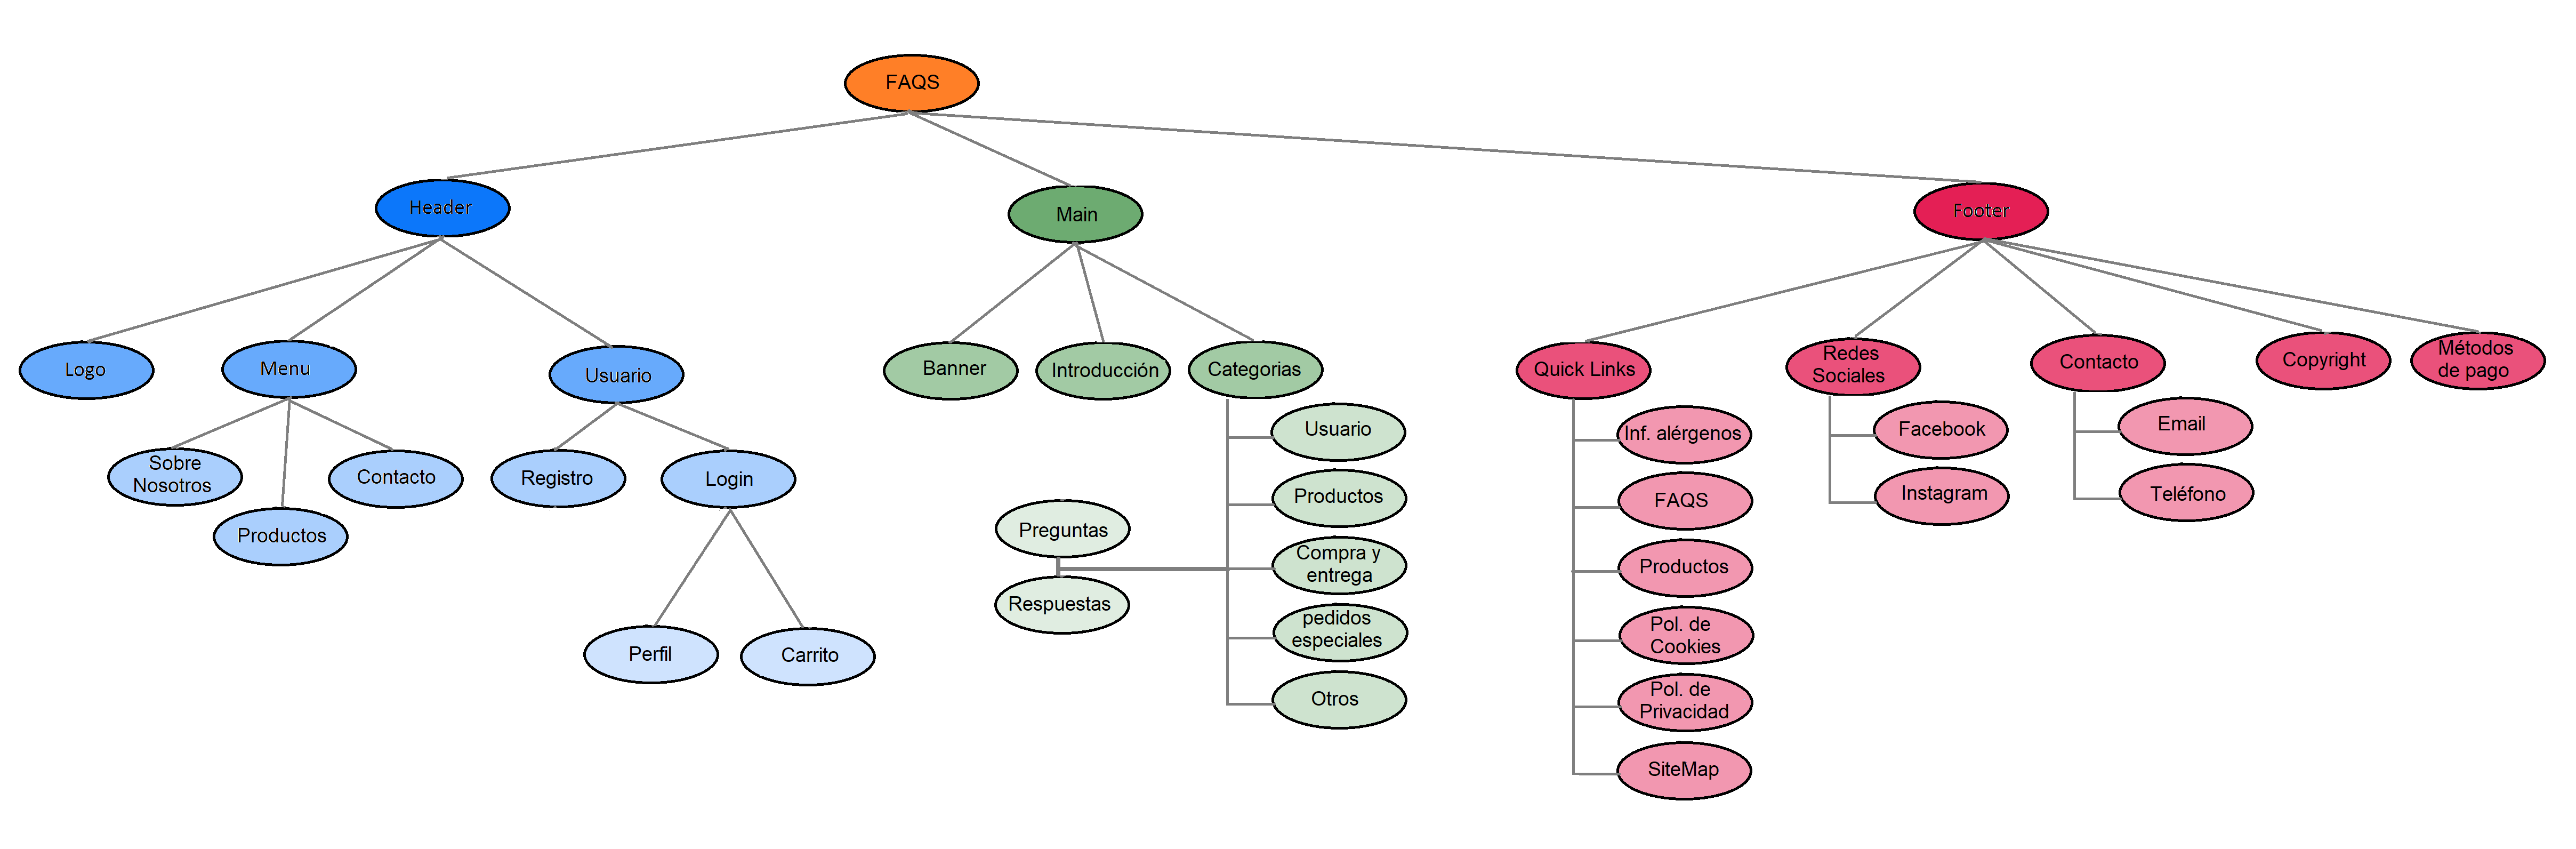 FAQS
Header
Main
Footer
Logo
Menu
Usuario
Banner
Introducción
Categorias
Quick Links
Redes
Sociales
Contacto
Copyright
Métodos
de pago
Sobre
Nosotros
Productos
Contacto
Registro
Login
Perfil
Carrito
Usuario
Productos
Compra y
entrega
pedidos
especiales
Otros
Preguntas
Respuestas
Inf. alérgenos
FAQS
Productos
Pol. de
Cookies
Pol. de
Privacidad
SiteMap
Facebook
Instagram
Email
Teléfono